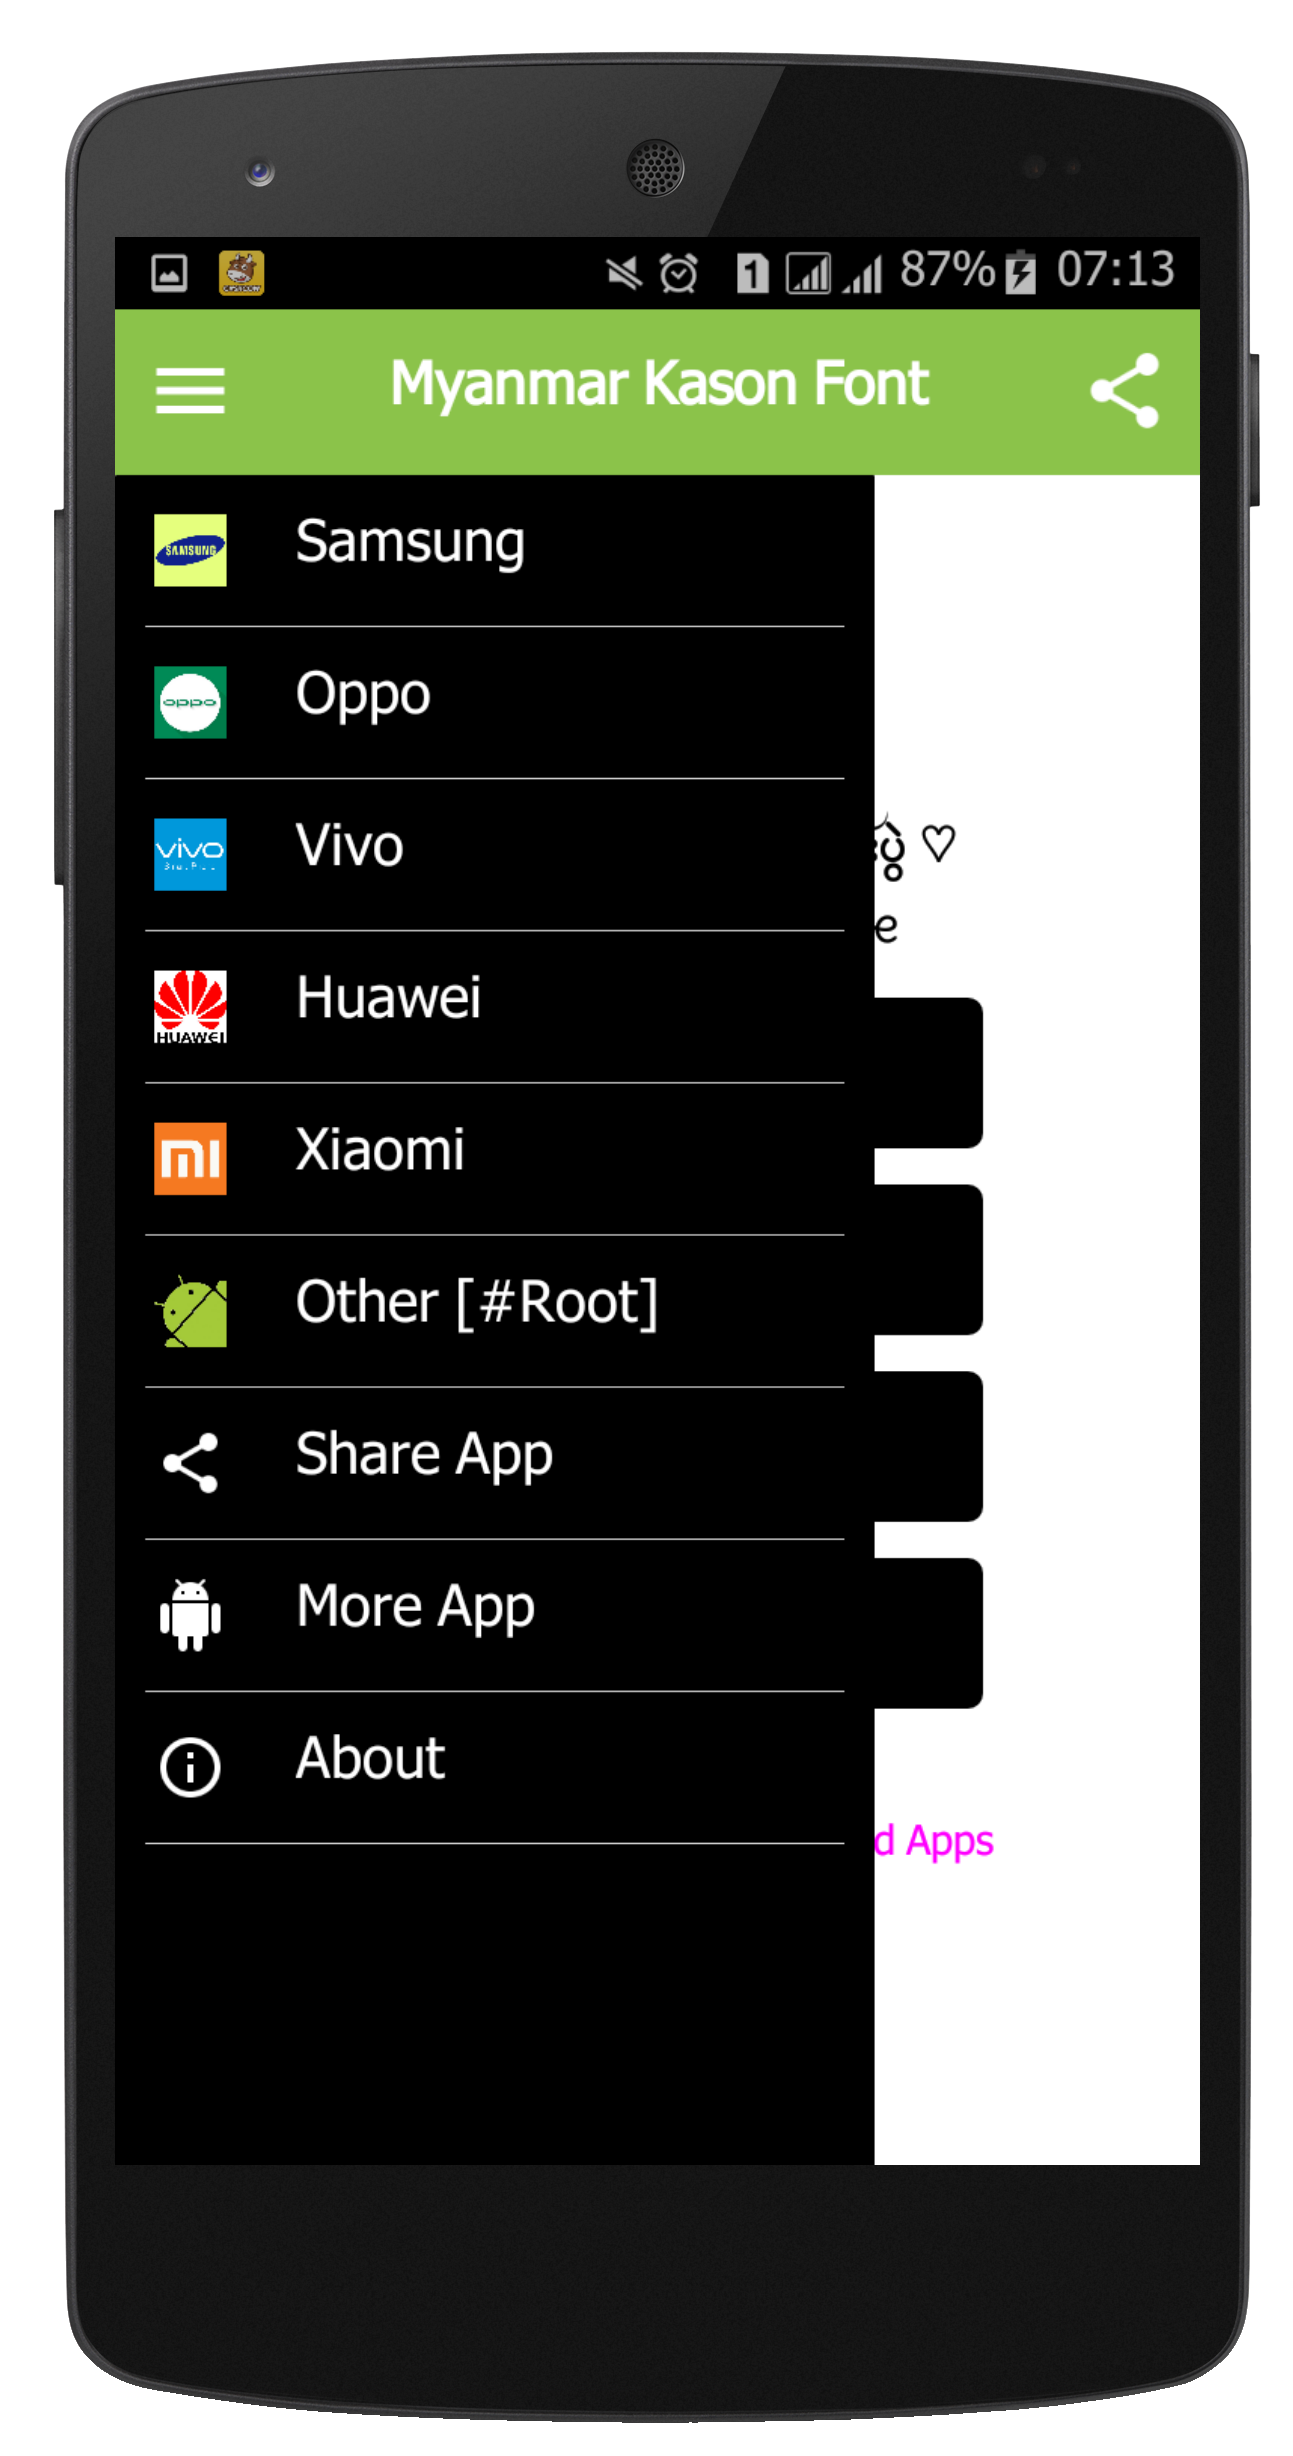 87% 07:13
Myanmar Kason Font
SAMSUNG
Samsung
oppo
Oppo
♡
vivo
Vivo
e
HUAWEI
Huawei
mi
Xiaomi
Other [#Root]
Share App
More App
About
d Apps